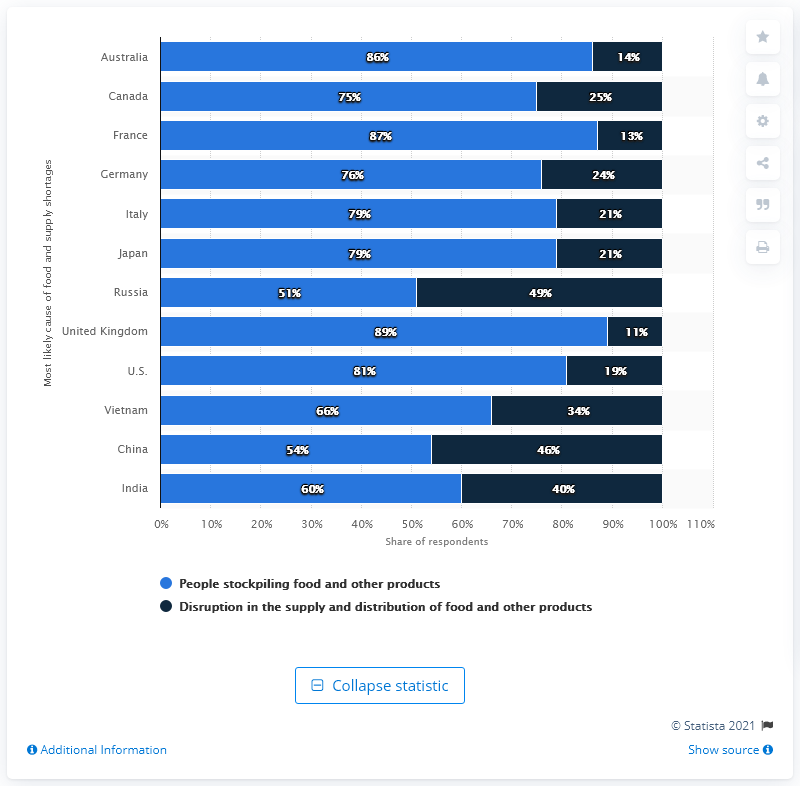 Most likely cause of food and supply shortages
Australia 86% 14%
Canada 75% 25%
France 87% 13%
Germany 76% 24%
Italy 79% 21%
Japan 79% 21%
Russia 51% 49%
United Kingdom 89% 11%
U.S. 81% 19%
Vietnam 66% 34%
China 54% 46%
India 60% 40%
0% 10% 20% 30% 40% 50% 60% 70% 80% 90% 100% 110%
Share of respondents
People stockpiling food and other products
Disruption in the supply and distribution of food and other products
Collapse statistic
© Statista 2021
Additional Information Show source